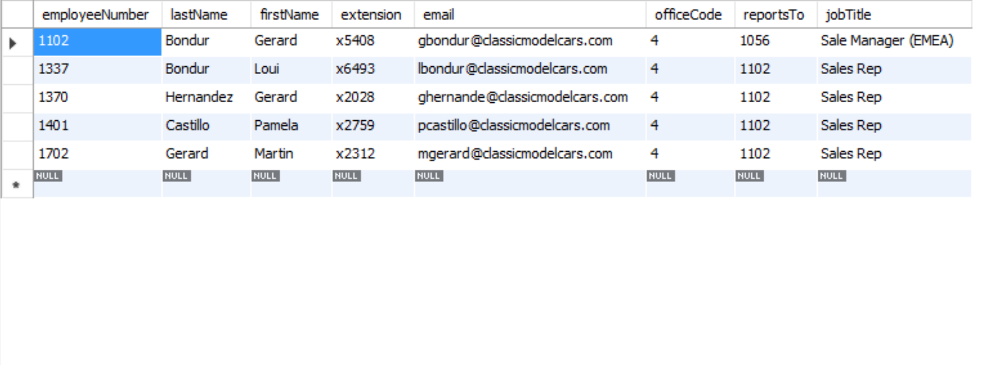 employeeNumber lastName firstName extension email officeCode reportsTo jobTitle
1102 Bondur Gerard x5408 gbondur@classicmodelcars.com 4 1056 Sale Manager (EMEA)
1337 Bondur Loui x6493 lbondur@classicmodelcars.com 4 1102 Sales Rep
1370 Hernandez Gerard x2028 ghernande@classicmodelcars.com 4 1102 Sales Rep
1401 Castillo Pamela x2759 pcastillo@classicmodelcars.com 4 1102 Sales Rep
1702 Gerard Martin x2312 mgerard@classicmodelcars.com 4 1102 Sales Rep
NULL NULL NULL NULL NULL NULL NULL NULL